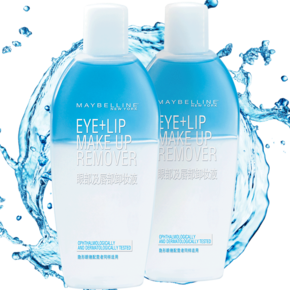 MAYBELLINE
NEW YORK
EYE+LIP
MAKE UP
REMOVER
眼部及唇部卸妝液
OPHTHALMOLOGICALLY
AND DERMATOLOGICALLY TESTED
MAYBELLINE
NEW YORK
EYE+LIP
MAKE UP
REMOVER
眼部及唇部卸妝液
OPHTHALMOLOGICALLY
AND DERMATOLOGICALLY TESTED